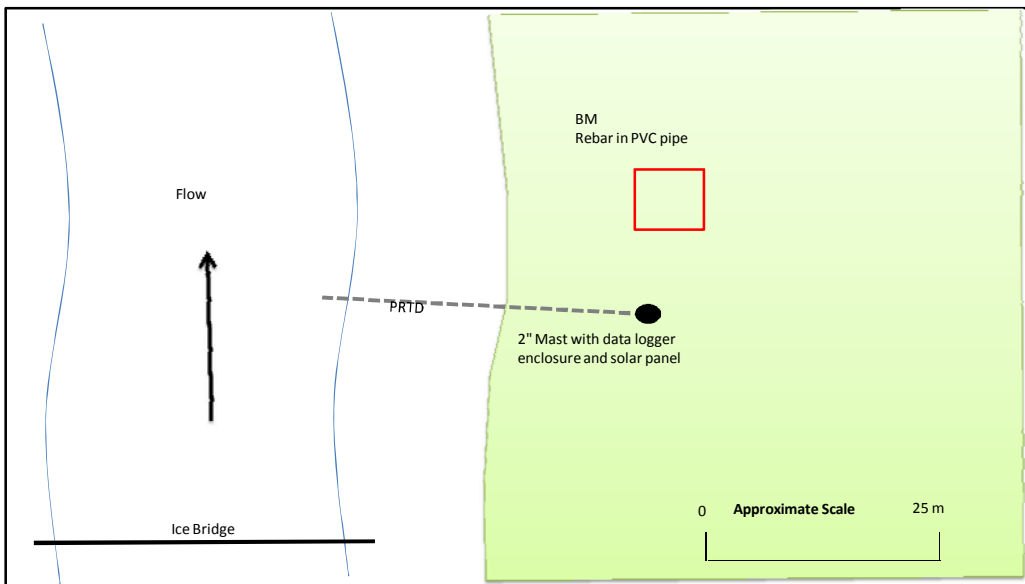 BM
Rebar in PVC pipe
Flow
PRTD
2" Mast with data logger
enclosure and solar panel
0 Approximate Scale 25 m
Ice Bridge